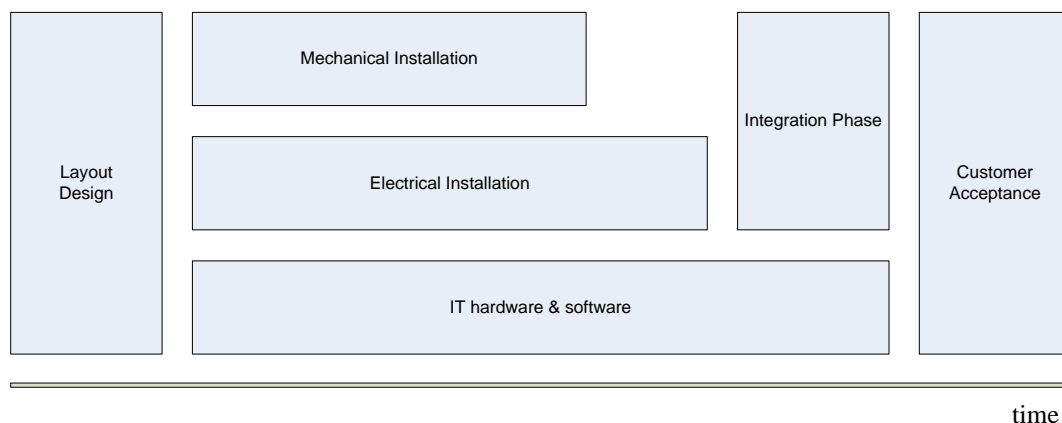 Layout
Design
Mechanical Installation
Electrical Installation
IT hardware & software
Integration Phase
Customer
Acceptance
time